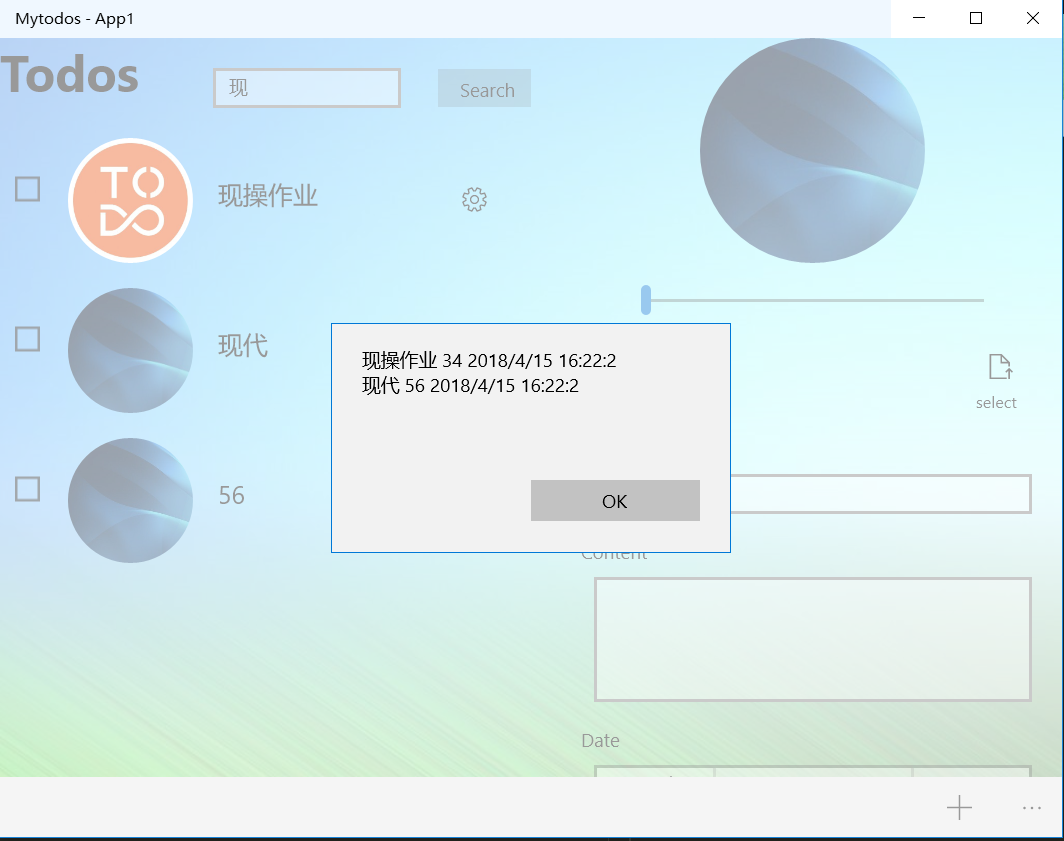 Mytodos - App1
Todos
现
Search
TO
DO
现操作业
现代
56
现操作业 34 2018/4/15 16:22:2
现代 56 2018/4/15 16:22:2
OK
select
Content
Date